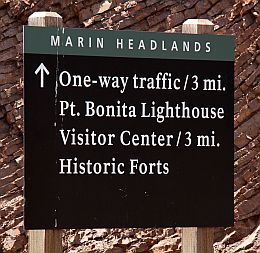 MARIN HEADLANDS
↑ One-way traffic / 3 mi.
Pt. Bonita Lighthouse
Visitor Center / 3 mi.
Historic Forts